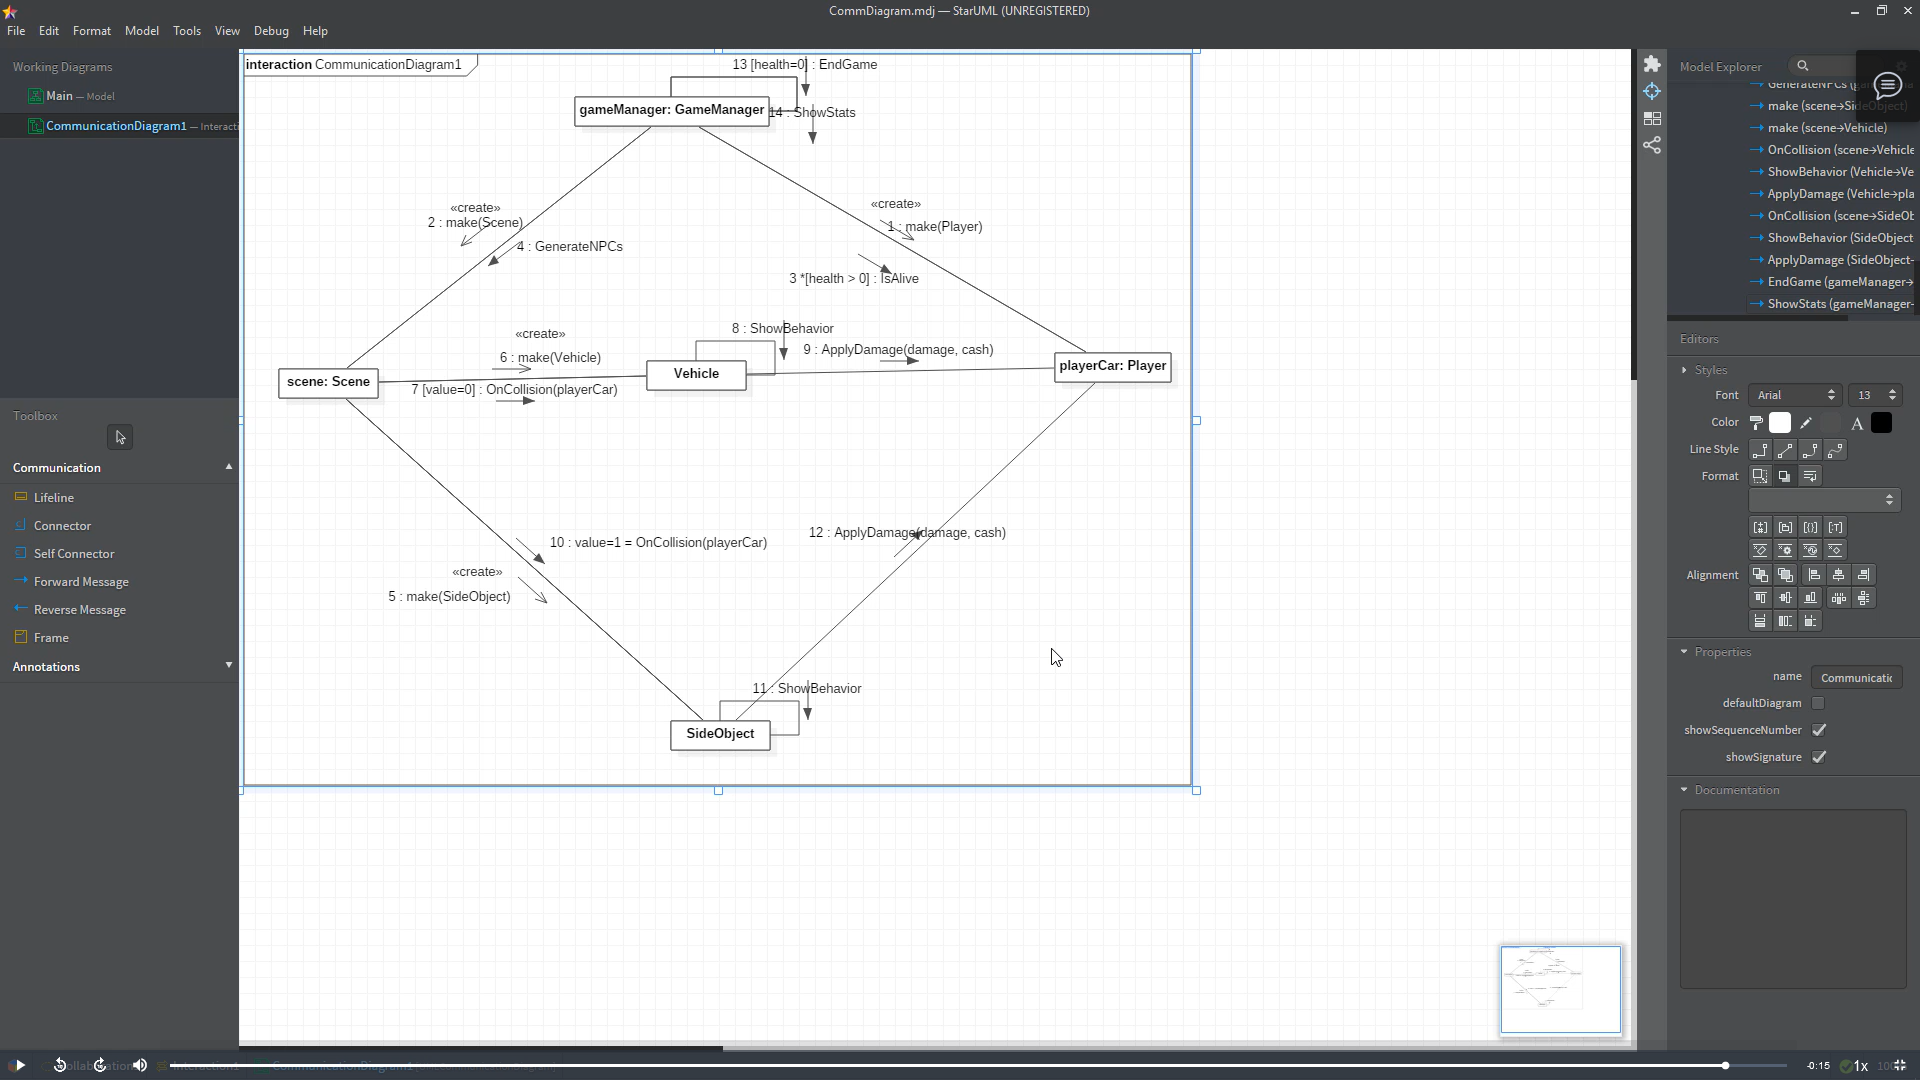 CommDiagram.mdj — StarUML (UNREGISTERED)
File Edit Format Model Tools View Debug Help
Working Diagrams
Main — Model
CommunicationDiagram1 — Interacti
Toolbox
Communication
Lifeline
Connector
Self Connector
Forward Message
Reverse Message
Frame
Annotations
interaction CommunicationDiagram1
13 [health=0] : EndGame
gameManager: GameManager
14 : ShowStats
«create»
2 : make(Scene)
4 : GenerateNPCs
«create»
1 : make(Player)
3 *[health > 0] : IsAlive
«create»
6 : make(Vehicle)
8 : ShowBehavior
9 : ApplyDamage(damage, cash)
scene: Scene
Vehicle
playerCar: Player
7 [value=0] : OnCollision(playerCar)
10 : value=1 = OnCollision(playerCar)
12 : ApplyDamage(damage, cash)
«create»
5 : make(SideObject)
11 : ShowBehavior
SideObject
Model Explorer
GenerateNPCs
make (scene→SideObject)
make (scene→Vehicle)
OnCollision (scene→Vehicle
ShowBehavior (Vehicle→Ve
ApplyDamage (Vehicle→pla
OnCollision (scene→SideOb
ShowBehavior (SideObject
ApplyDamage (SideObject-
EndGame (gameManager→
ShowStats (gameManager-
Editors
Styles
Font Arial 13
Color A
Line Style
Format
Alignment
Properties
name Communicatic
defaultDiagram
showSequenceNumber
showSignature
Documentation
CommunicationDiagram1
-0:15 1x